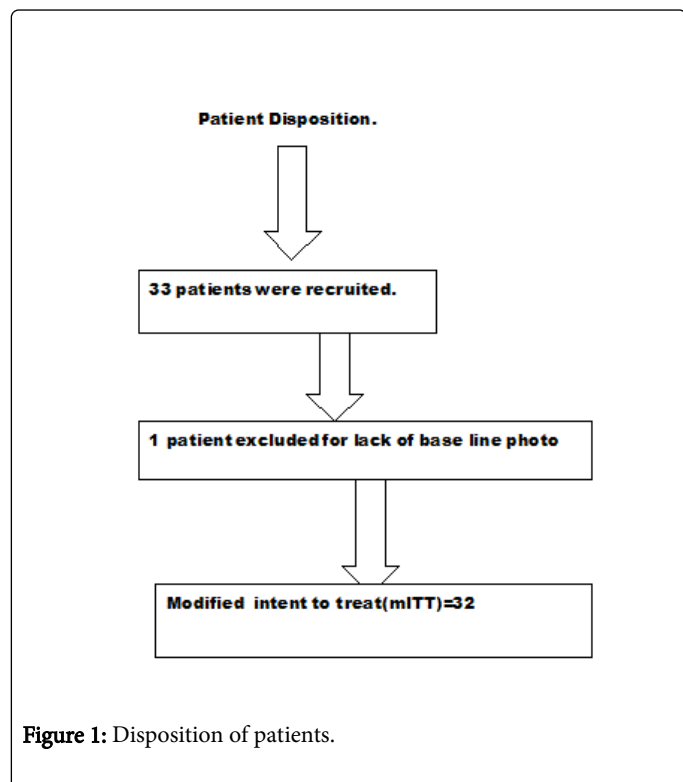 Patient Disposition.
33 patients were recruited.
1 patient excluded for lack of base line photo
Modified intent to treat(mITT)=32
Figure 1: Disposition of patients.